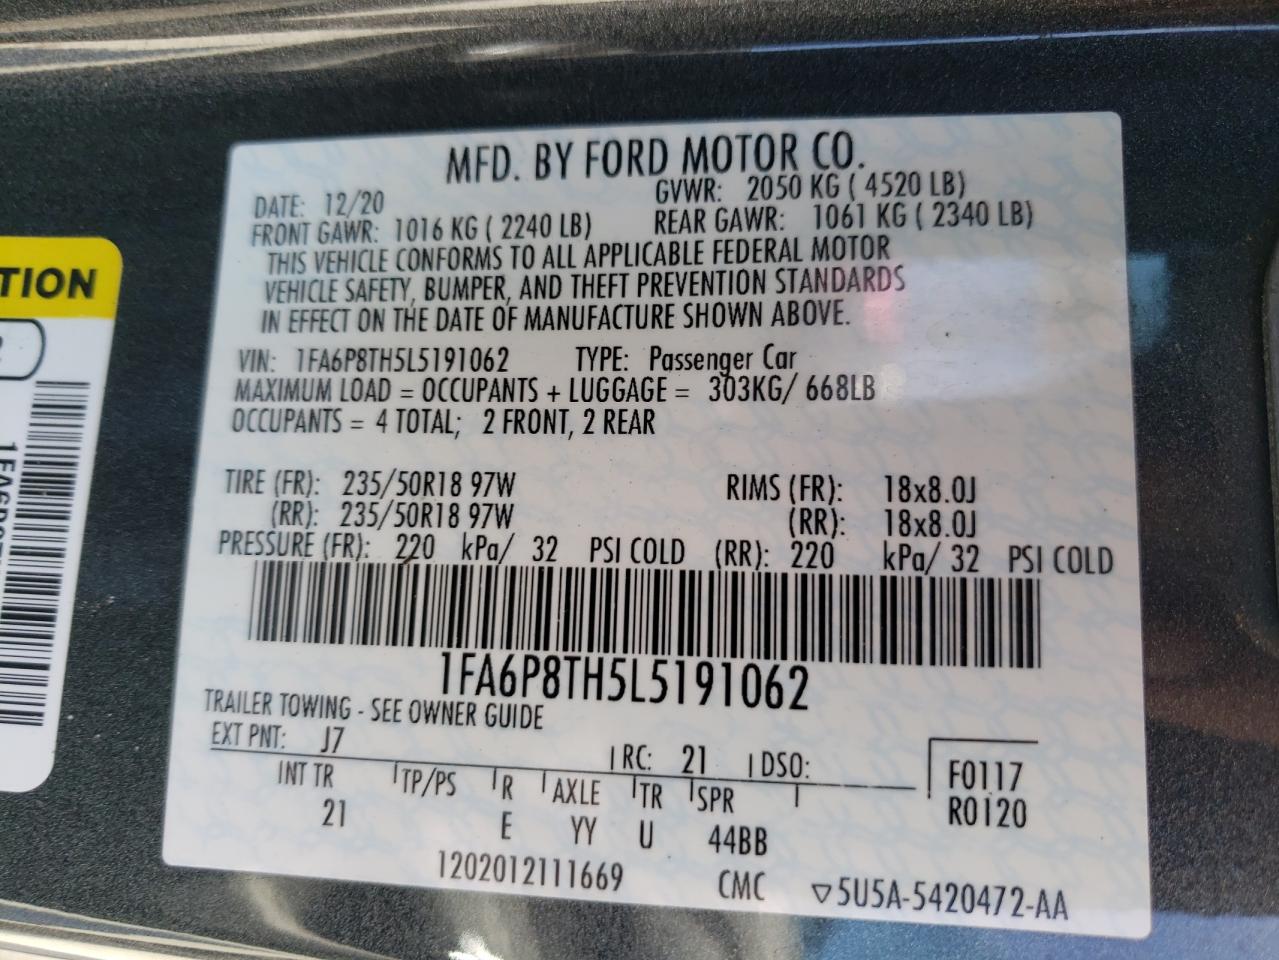 MFD. BY FORD MOTOR CO.
DATE: 12/20 GVWR: 2050 KG ( 4520 LB)
FRONT GAWR: 1016 KG ( 2240 LB) REAR GAWR: 1061 KG ( 2340 LB)
THIS VEHICLE CONFORMS TO ALL APPLICABLE FEDERAL MOTOR
VEHICLE SAFETY, BUMPER, AND THEFT PREVENTION STANDARDS
IN EFFECT ON THE DATE OF MANUFACTURE SHOWN ABOVE.
VIN: 1FA6P8TH5L5191062 TYPE: Passenger Car
MAXIMUM LOAD = OCCUPANTS + LUGGAGE = 303KG/ 668LB
OCCUPANTS = 4 TOTAL; 2 FRONT, 2 REAR
TIRE (FR): 235/50R18 97W RIMS (FR): 18x8.0J
(RR): 235/50R18 97W (RR): 18x8.0J
PRESSURE (FR): 220 kPa/ 32 PSI COLD (RR): 220 kPa/ 32 PSI COLD
1FA6P8TH5L5191062
TRAILER TOWING - SEE OWNER GUIDE
EXT PNT: J7 RC: 21 DSO:
INT TR TP/PS R AXLE TR SPR
21 E YY U 44BB
F0117
R0120
1202012111669 CMC ▽5U5A-5420472-AA
TION